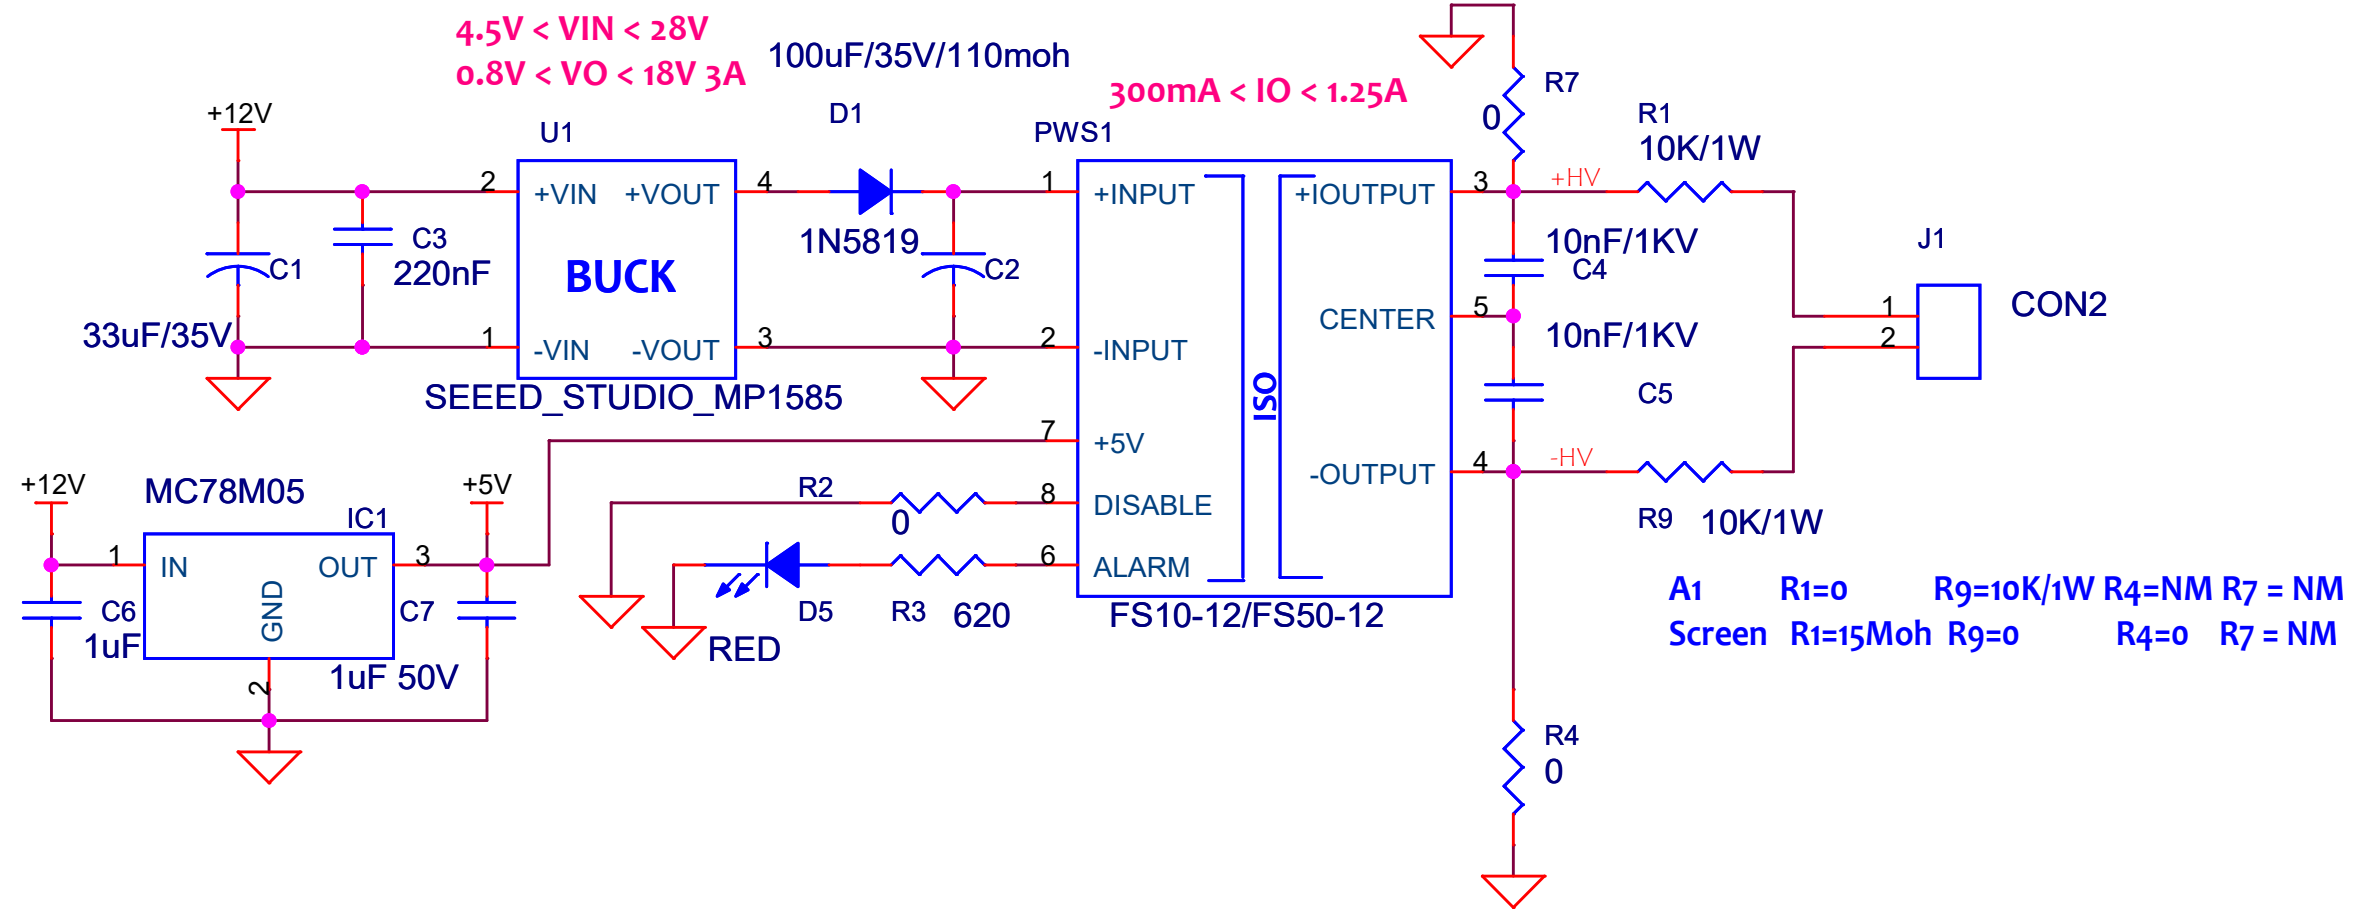 4.5V < VIN < 28V
0.8V < VO < 18V 3A
100uF/35V/110moh
300mA < IO < 1.25A
R7
0
+12V
U1
D1
PWS1
R1
10K/1W
2
+VIN
+VOUT
4
1
+INPUT
+IOUTPUT
3
+HV
C3
220nF
C1
BUCK
1N5819
C2
10nF/1KV
C4
J1
33uF/35V
1
-VIN
-VOUT
3
2
-INPUT
CENTER
5
10nF/1KV
1
2
CON2
SEEED_STUDIO_MP1585
ISO
C5
7
+5V
-OUTPUT
4
-HV
+12V
MC78M05
+5V
R2
0
8
DISABLE
R9
10K/1W
IC1
1
IN
OUT
3
GND
2
6
ALARM
C6
1uF
C7
1uF 50V
D5
RED
R3
620
FS10-12/FS50-12
A1 R1=0 R9=10K/1W R4=NM R7 = NM
Screen R1=15Moh R9=0 R4=0 R7 = NM
R4
0